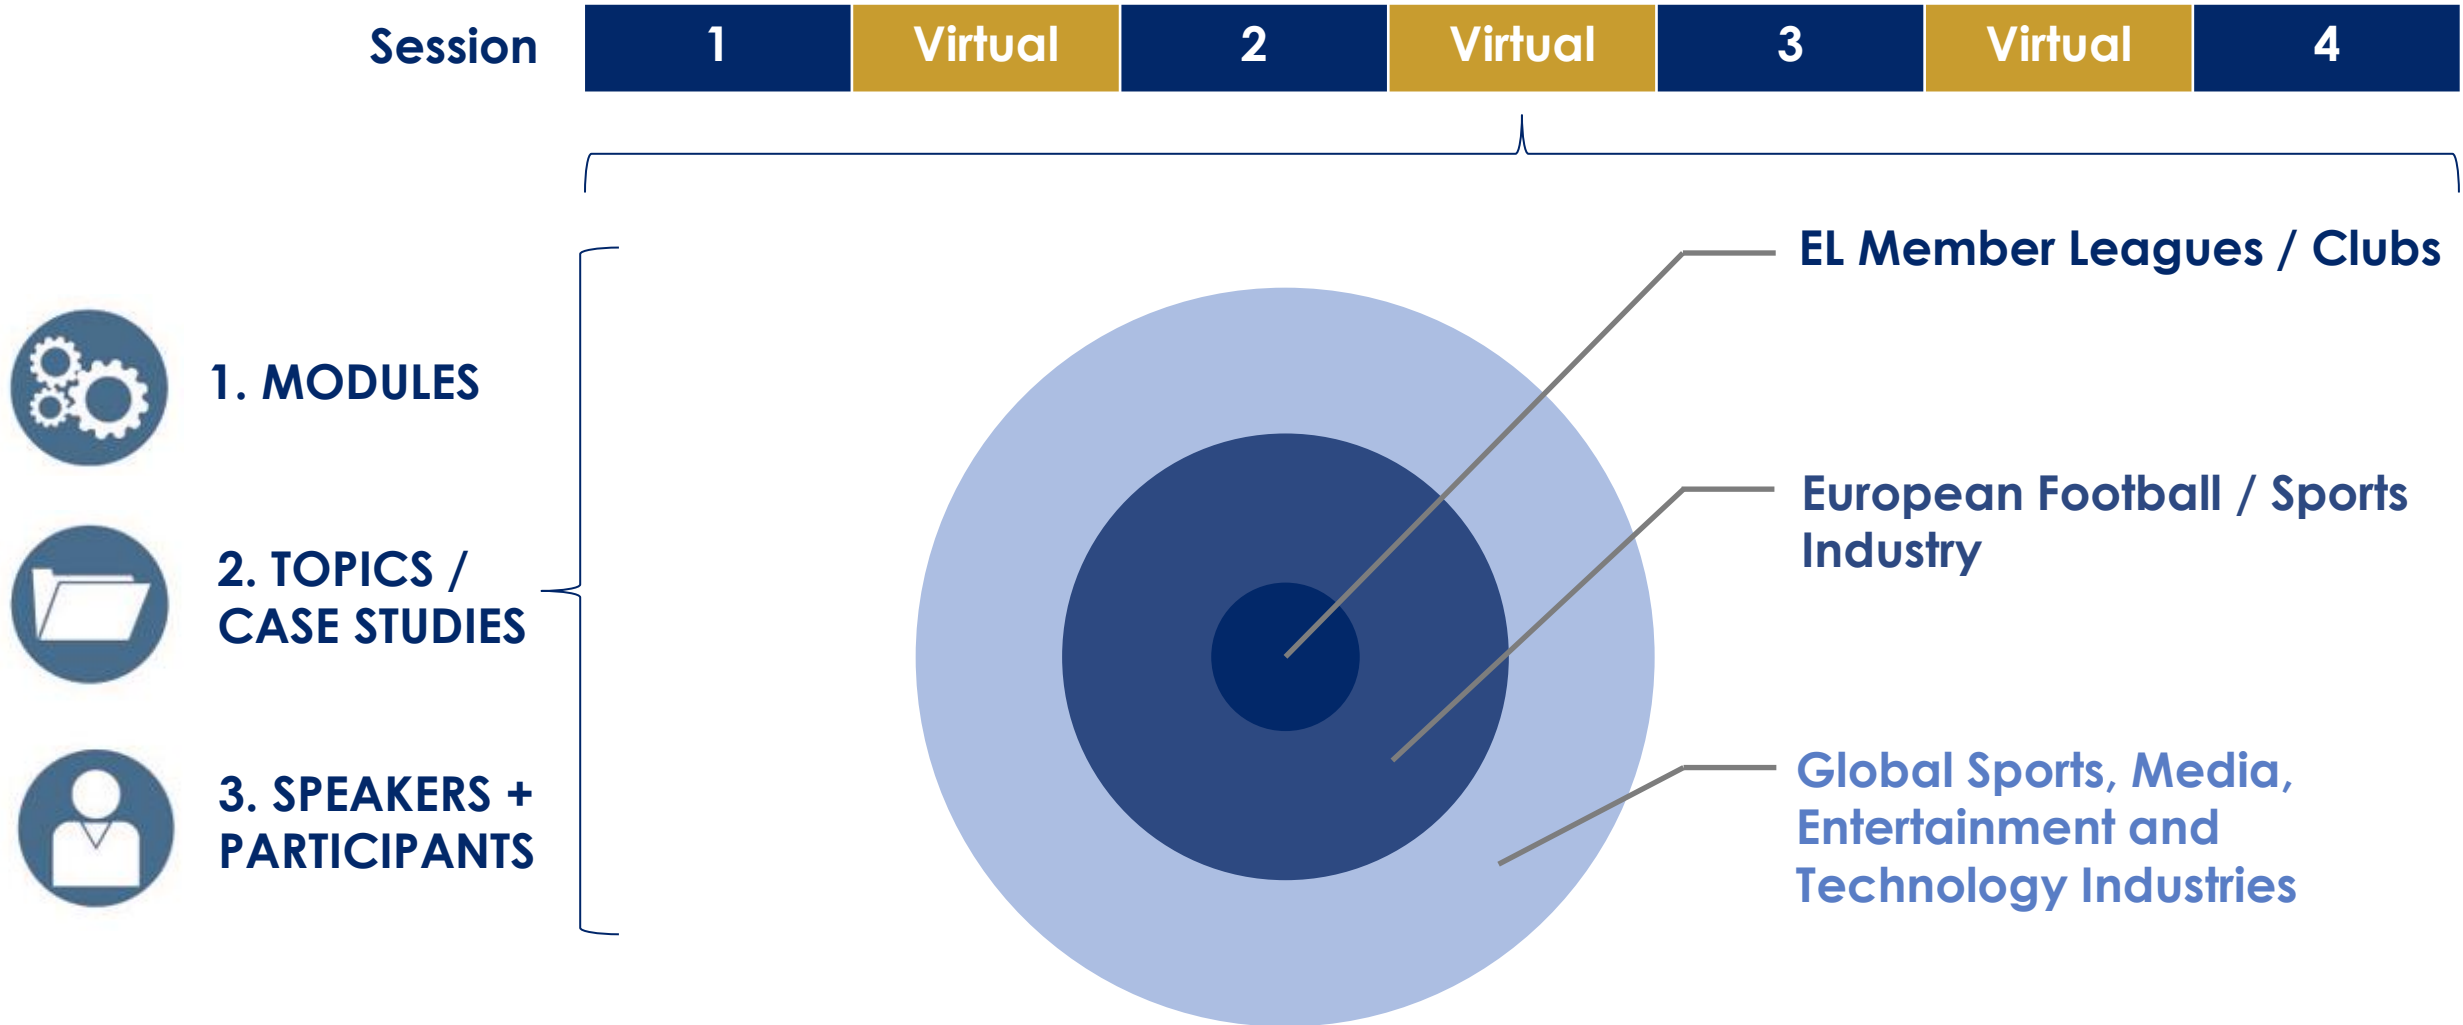 Session 1 Virtual 2 Virtual 3 Virtual 4
1. MODULES
2. TOPICS /
CASE STUDIES
3. SPEAKERS +
PARTICIPANTS
EL Member Leagues / Clubs
European Football / Sports
Industry
Global Sports, Media,
Entertainment and
Technology Industries